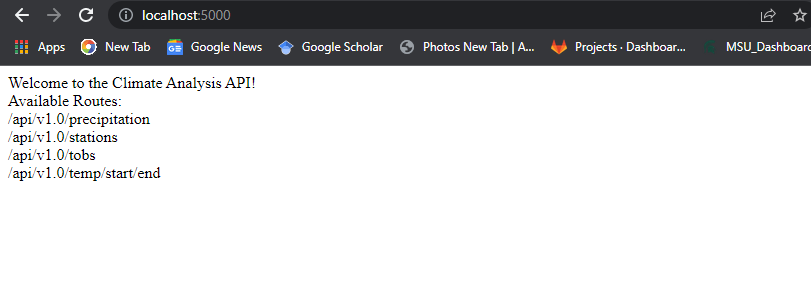 localhost:5000
Apps New Tab Google News Google Scholar Photos New Tab | A... Projects · Dashboar... MSU_Dashboard
Welcome to the Climate Analysis API!
Available Routes:
/api/v1.0/precipitation
/api/v1.0/stations
/api/v1.0/tobs
/api/v1.0/temp/start/end